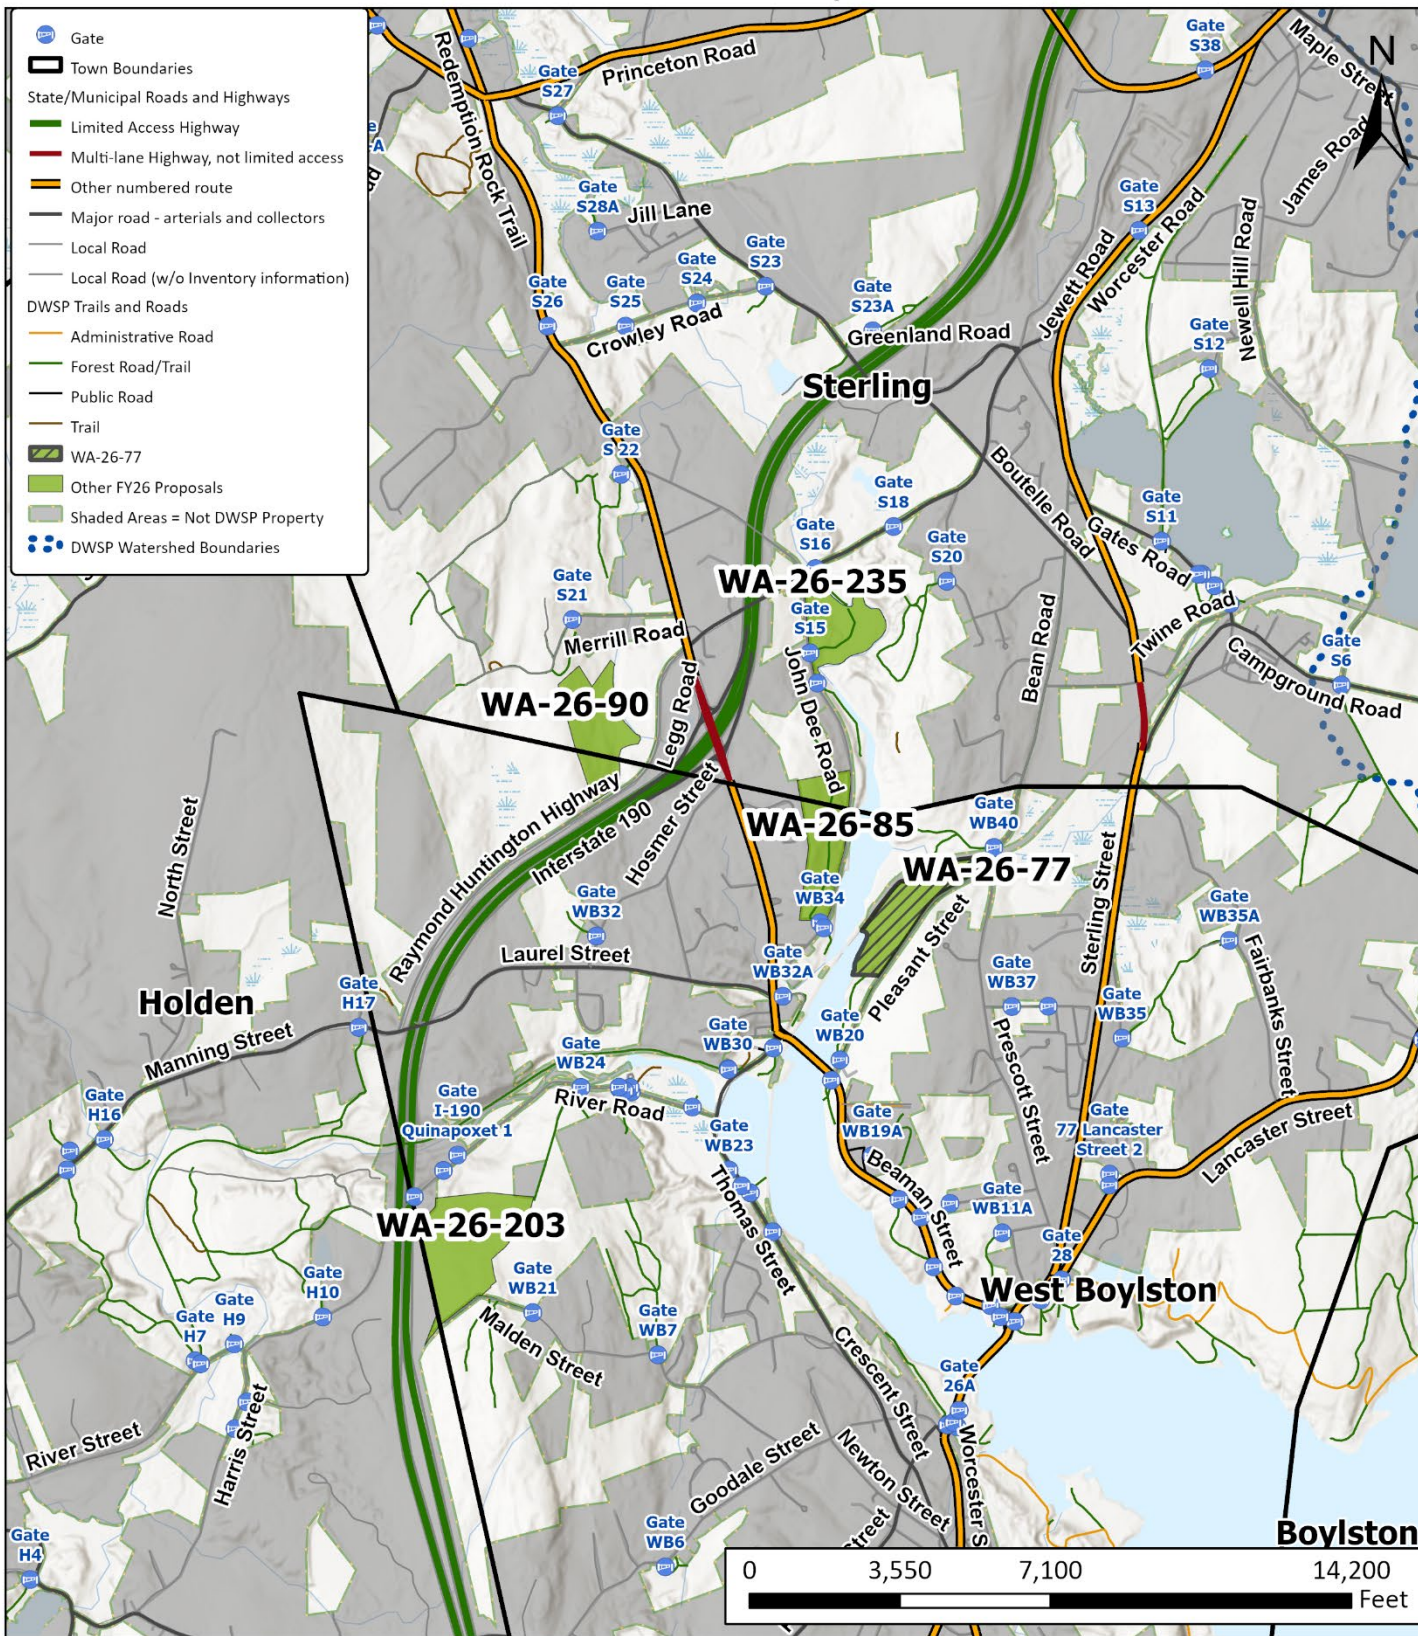 Gate
Town Boundaries
State/Municipal Roads and Highways
Limited Access Highway
Multi-lane Highway, not limited access
Other numbered route
Major road - arterials and collectors
Local Road
Local Road (w/o Inventory information)
DWSP Trails and Roads
Administrative Road
Forest Road/Trail
Public Road
Trail
WA-26-77
Other FY26 Proposals
Shaded Areas = Not DWSP Property
DWSP Watershed Boundaries
Redemption Rock Trail
Princeton Road
Gate
S27
Gate
S38
Maple Street
N
James Road
Gate
S28A
Jill Lane
Gate
S13
Worcester Road
Jewett Road
Newell Hill Road
Gate
S23
Gate
S24
Gate
S25
Gate
S26
Crowley Road
Gate
S23A
Greenland Road
Gate
S12
Sterling
Gate
S 22
Boutelle Road
Gate
S18
Gate
S11
Gates Road
Gate
S16
Gate
S20
WA-26-235
Gate
S21
Merrill Road
Gate
S15
John Dee Road
Bean Road
Twine Road
Gate
S6
Campground Road
WA-26-90
Legg Road
Raymond Huntington Highway
Interstate 190
Hosmer Street
North Street
WA-26-85
Gate
WB40
WA-26-77
Sterling Street
Gate
WB34
Pleasant Street
Gate
WB32
Gate
WB35A
Fairbanks Street
Laurel Street
Gate
WB32A
Gate
WB37
Gate
WB35
Prescott Street
Gate
H17
Holden
Manning Street
Gate
WB20
Gate
WB30
Gate
WB24
River Road
Gate
I-190
Quinapoxet 1
Gate
H16
Gate
WB23
Thomas Street
Gate
WB19A
Beaman Street
Gate
77 Lancaster
Street 2
Lancaster Street
WA-26-203
Gate
WB11A
Gate
28
West Boylston
Gate
H10
Gate
H9
Gate
H7
Gate
WB21
Malden Street
Gate
WB7
Crescent Street
Gate
26A
Harris Street
River Street
Goodale Street
Newton Street
Worcester S
Gate
H4
Gate
WB6
Street
Boylston
0 3,550 7,100 14,200
Feet